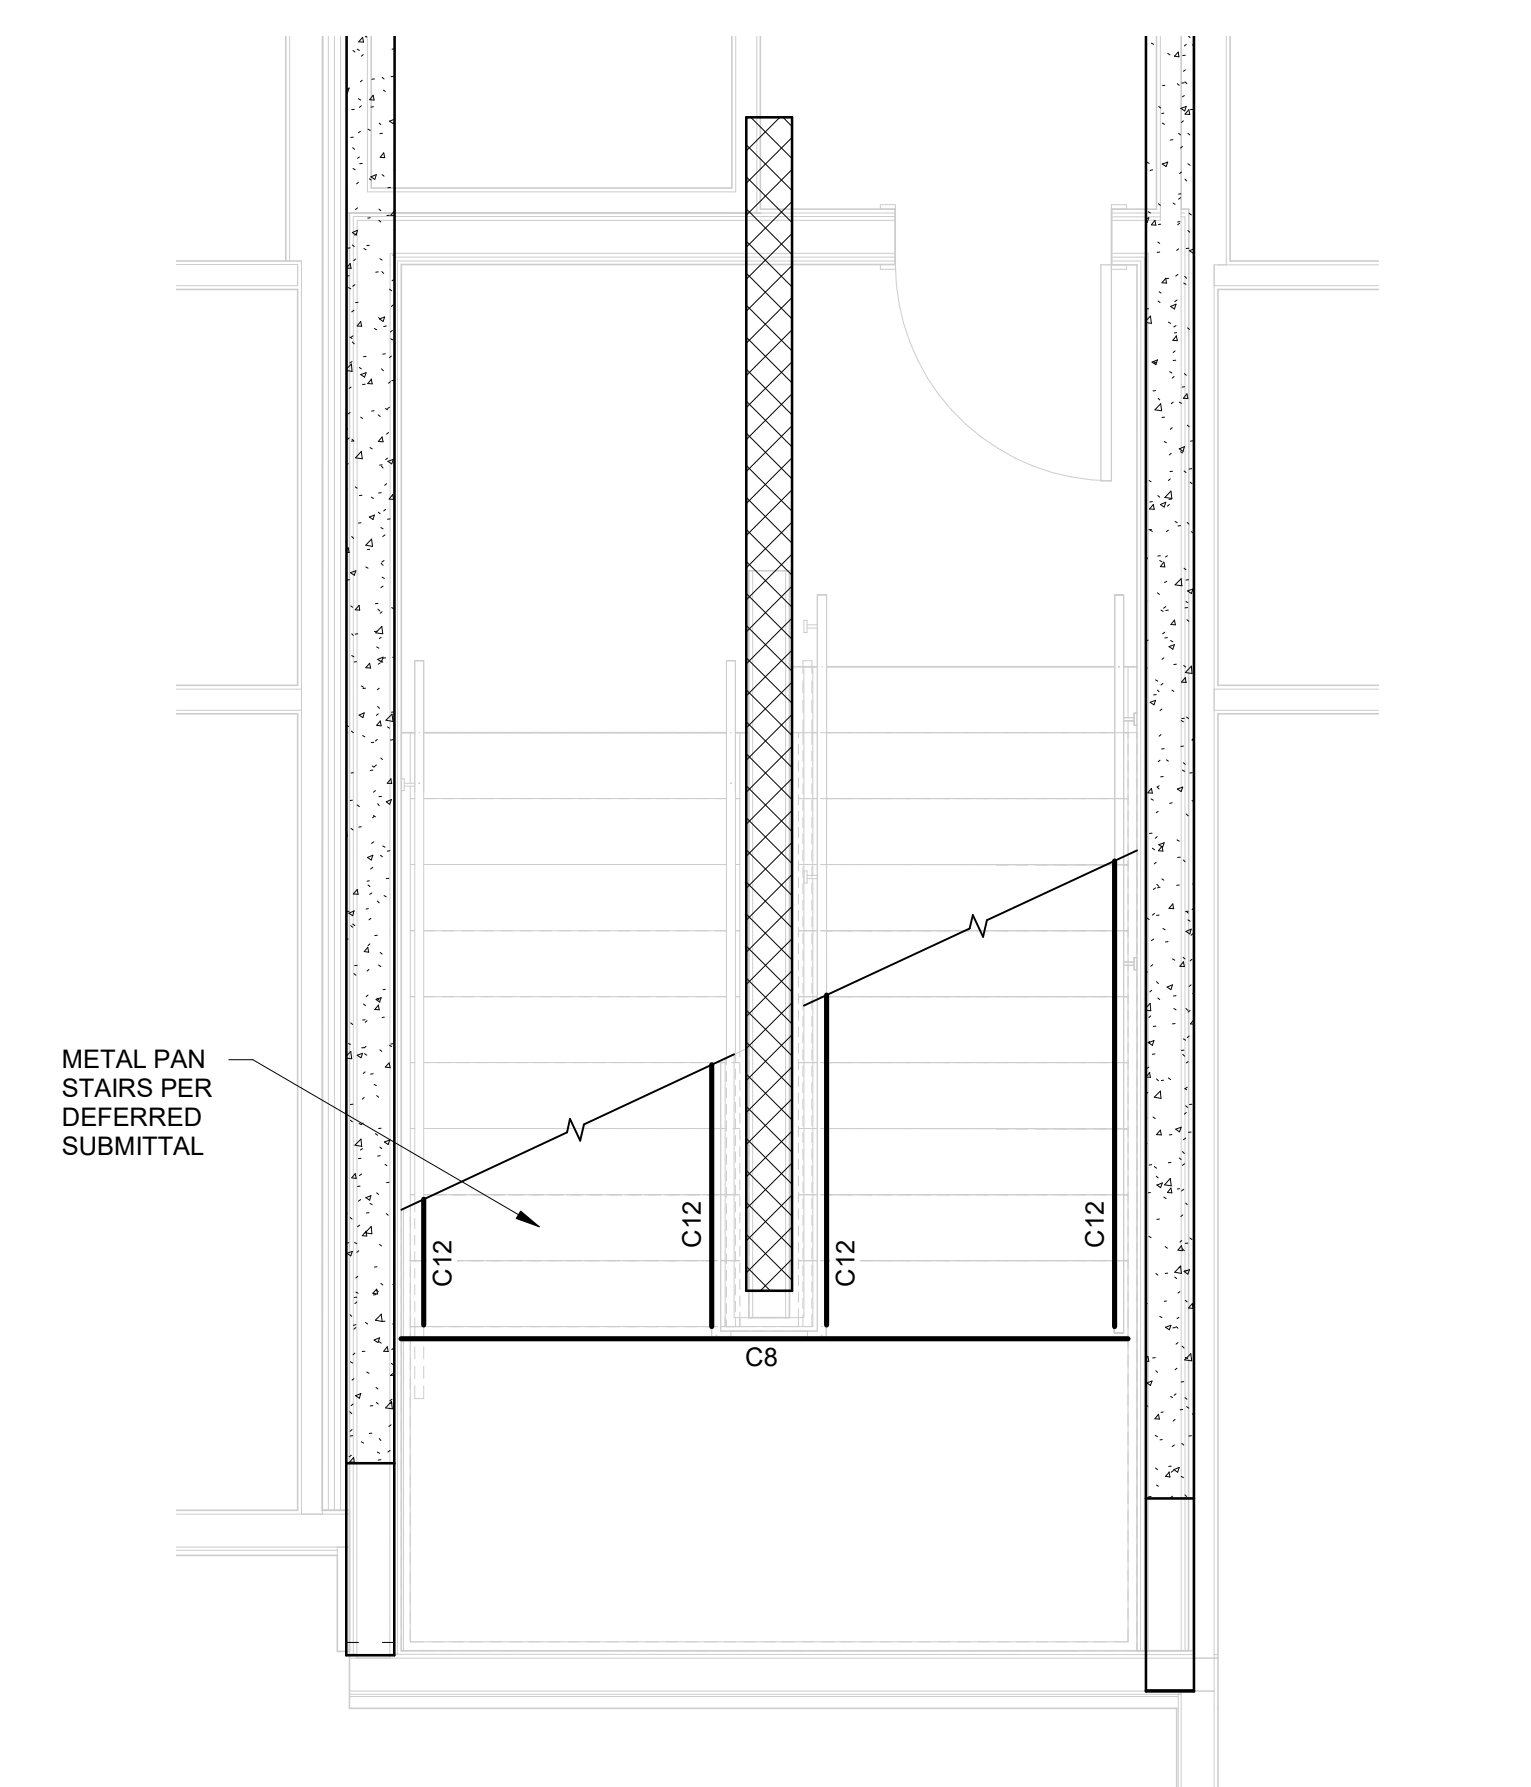 METAL PAN
STAIRS PER
DEFERRED
SUBMITTAL
C12
C12
C12
C12
C8